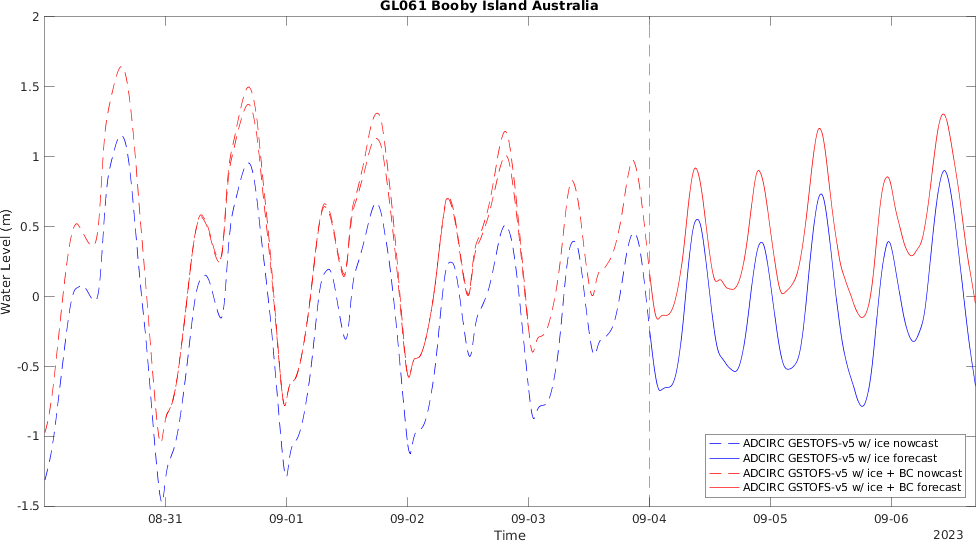 GL061 Booby Island Australia
2
1.5
1
0.5
0
-0.5
-1
-1.5
Water Level (m)
08-31
09-01
09-02
09-03
09-04
09-05
09-06
Time
2023
ADCIRC GESTOFS-v5 w/ ice nowcast
ADCIRC GESTOFS-v5 w/ ice forecast
ADCIRC GSTOFS-v5 w/ ice + BC nowcast
ADCIRC GSTOFS-v5 w/ ice + BC forecast